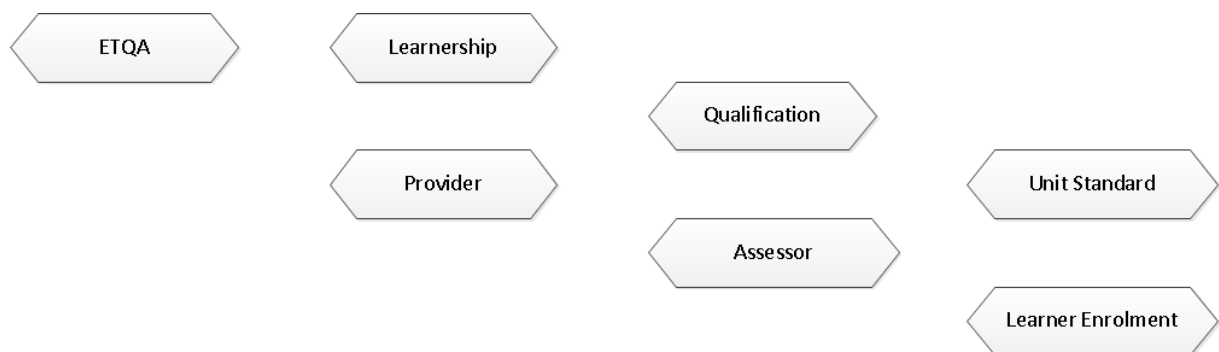 ETQA
Learnership
Qualification
Provider
Unit Standard
Assessor
Learner Enrolment